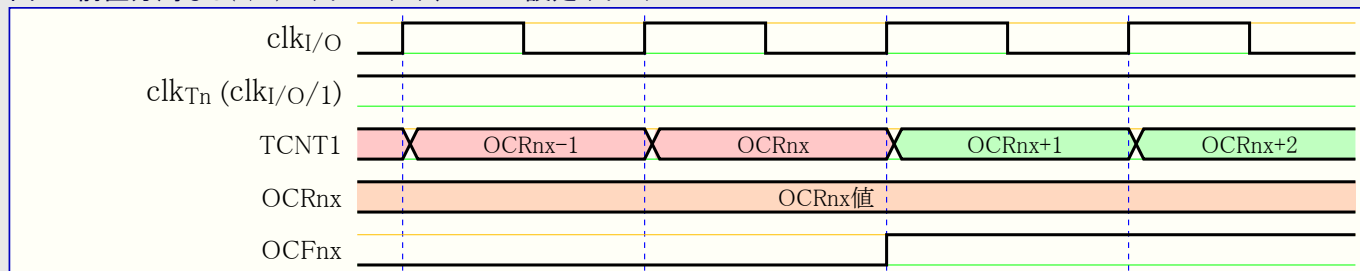 clkI/O
clkTn (clkI/O/1)
TCNT1 OCRnx-1 OCRnx OCRnx+1 OCRnx+2
OCRnx OCRnx値
OCFnx